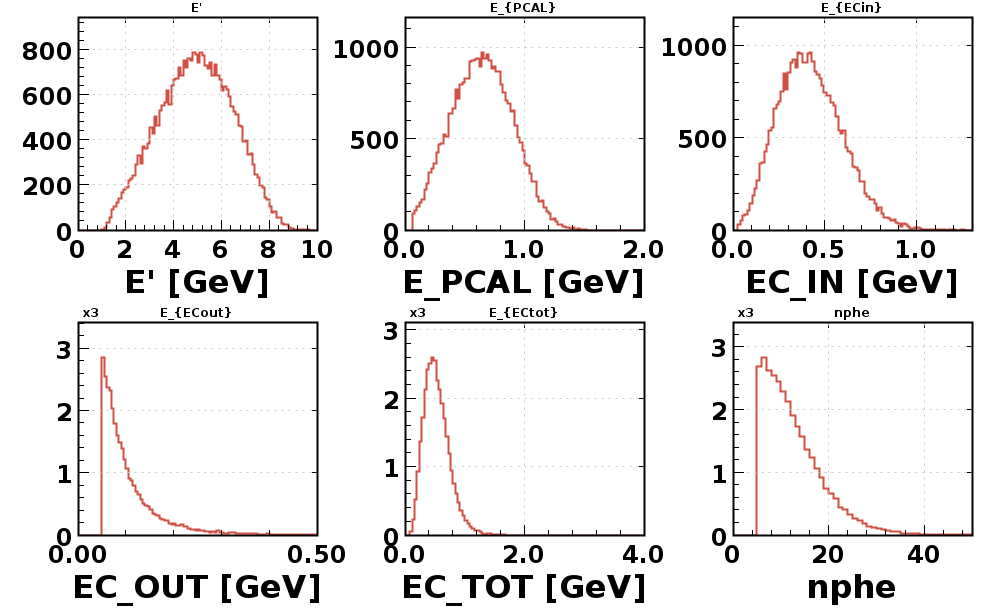 E'
800
600
400
200
0
0 2 4 6 8 10
E' [GeV]
E_{PCAL}
1000
500
0
0.0 1.0 2.0
E_PCAL [GeV]
E_{ECin}
1000
500
0
0.0 0.5 1.0
EC_IN [GeV]
x3 E_{ECout}
3
2
1
0
0.00 0.50
EC_OUT [GeV]
x3 E_{ECtot}
3
2
1
0
0.0 2.0 4.0
EC_TOT [GeV]
x3 nphe
3
2
1
0
0 20 40
nphe